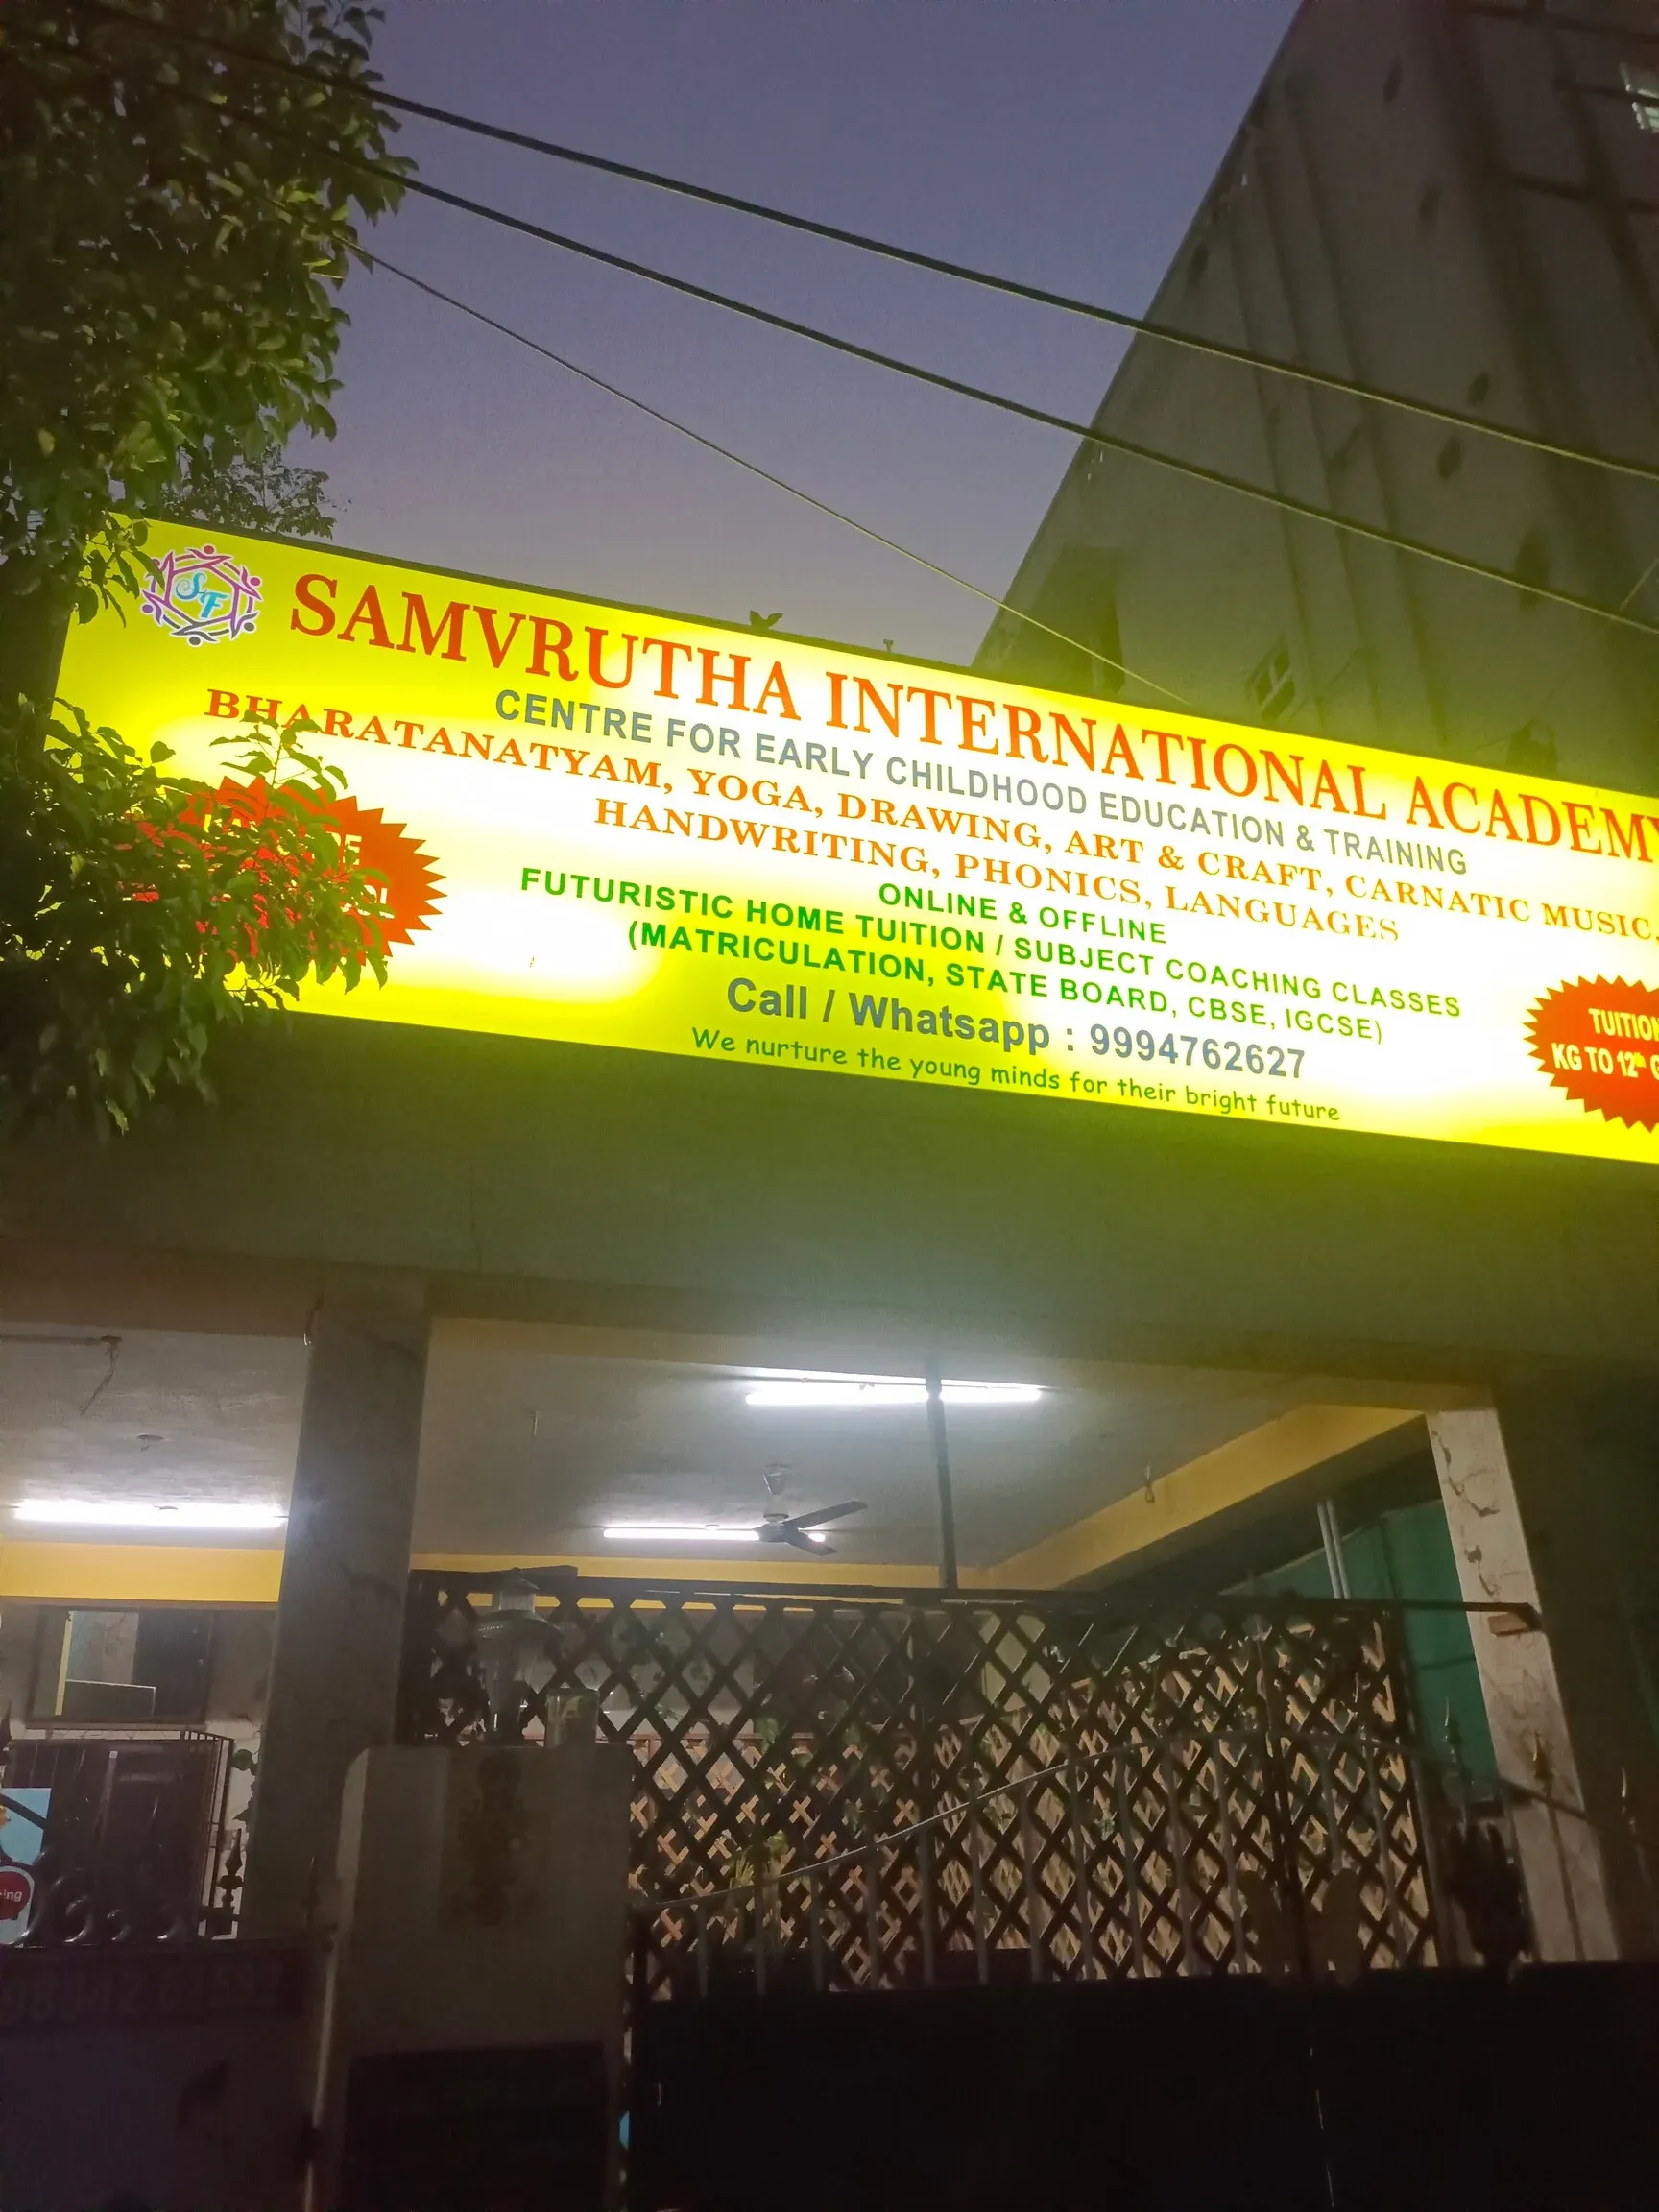 SF
SAMVRUTHA INTERNATIONAL ACADEMY
CENTRE FOR EARLY CHILDHOOD EDUCATION & TRAINING
BHARATANATYAM, YOGA, DRAWING, ART & CRAFT, CARNATIC MUSIC,
HANDWRITING, PHONICS, LANGUAGES
ONLINE & OFFLINE
FUTURISTIC HOME TUITION / SUBJECT COACHING CLASSES
(MATRICULATION, STATE BOARD, CBSE, IGCSE)
Call / Whatsapp : 9994762627
We nurture the young minds for their bright future
TUITION
KG TO 12th G